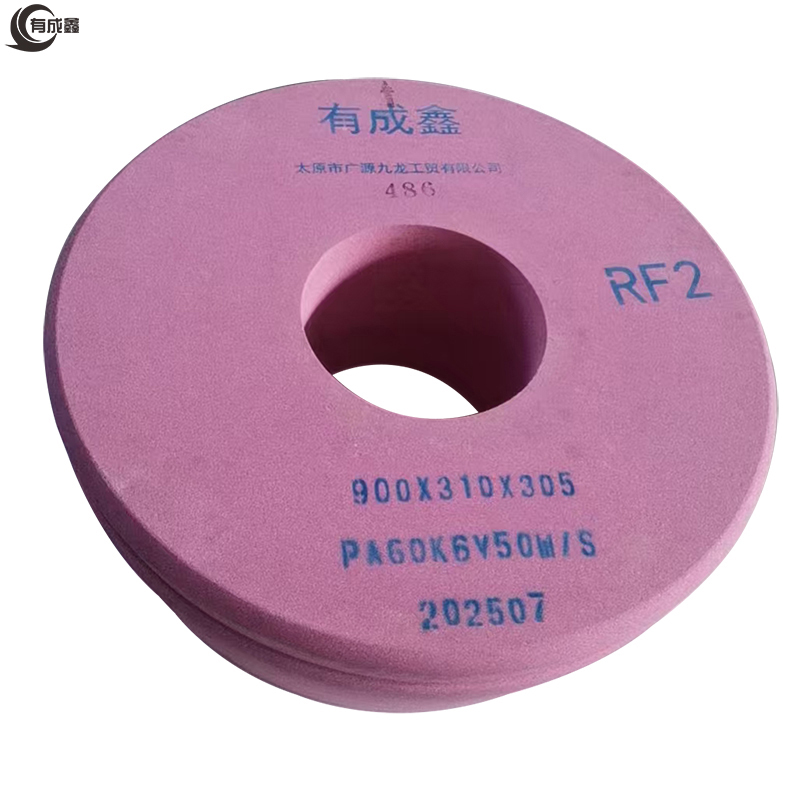 有成鑫
有成鑫
太原市广源九龙工贸有限公司
486
RF2
900X310X305
PA60K6V50M/S
202507